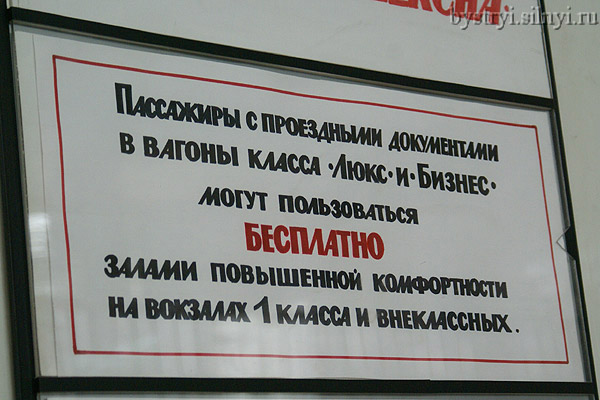 bystryi.sinyi.ru
ПАССАЖИРЫ С ПРОЕЗДНЫМИ ДОКУМЕНТАМИ
В ВАГОНЫ КЛАССА •ЛЮКС• И •БИЗНЕС•
МОГУТ ПОЛЬЗОВАТЬСЯ
БЕСПЛАТНО
ЗАЛАМИ ПОВЫШЕННОЙ КОМФОРТНОСТИ
НА ВОКЗАЛАХ 1 КЛАССА И ВНЕКЛАССНЫХ.